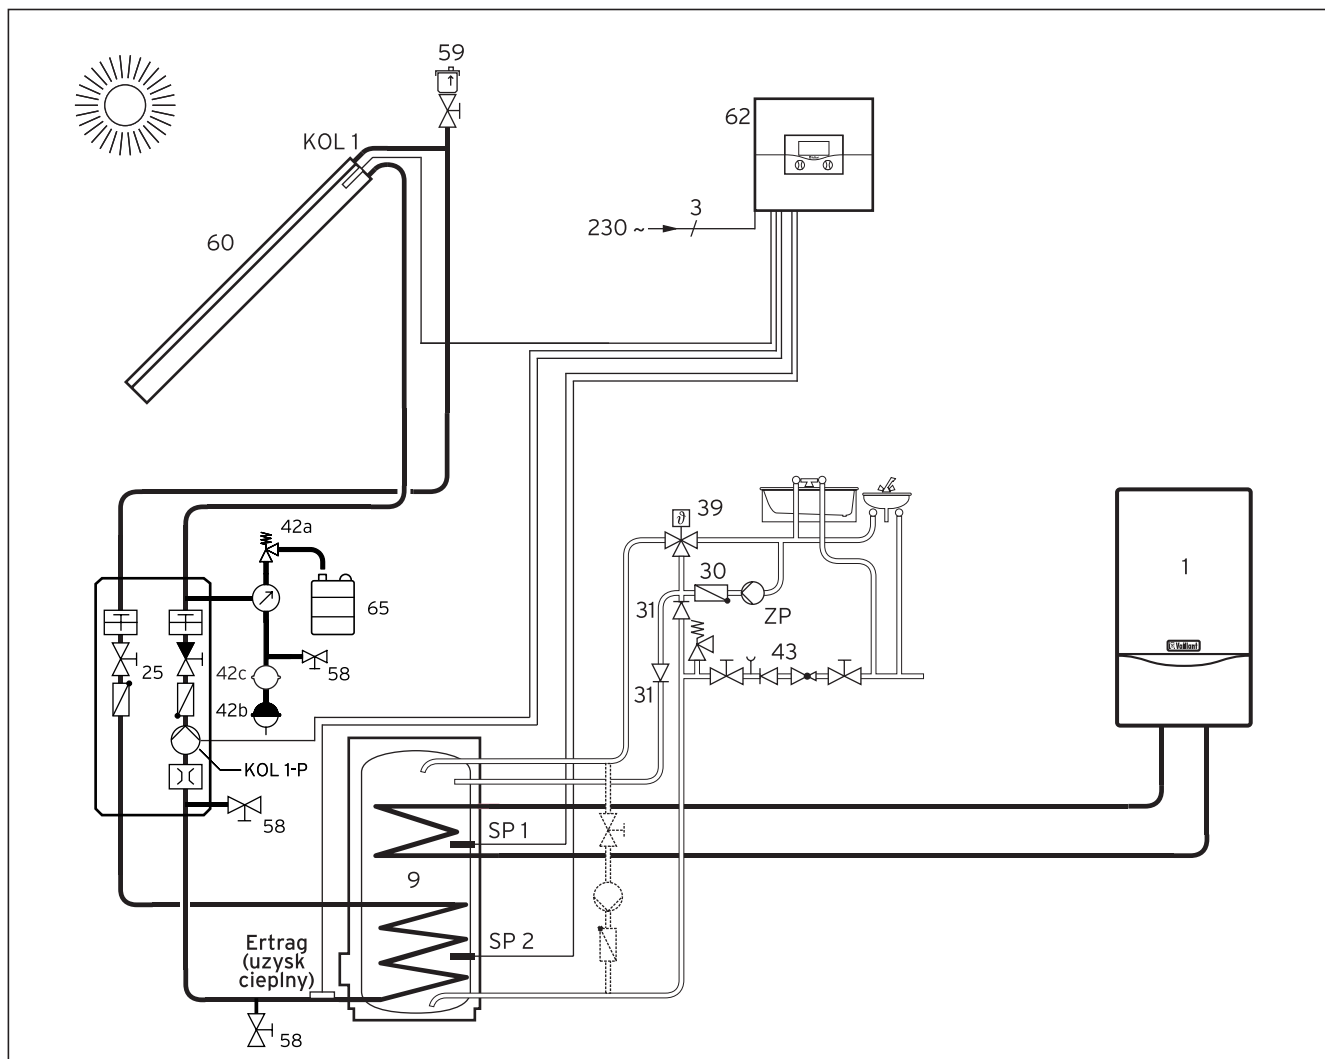 59
KOL 1
62
3
230 ~
60
39
42a
30
1
65
31
ZP
Vaillant
25
42c
58
43
31
42b
KOL 1-P
58
SP 1
9
Ertrag
(uzysk
cieplny)
SP 2
58
ϑ